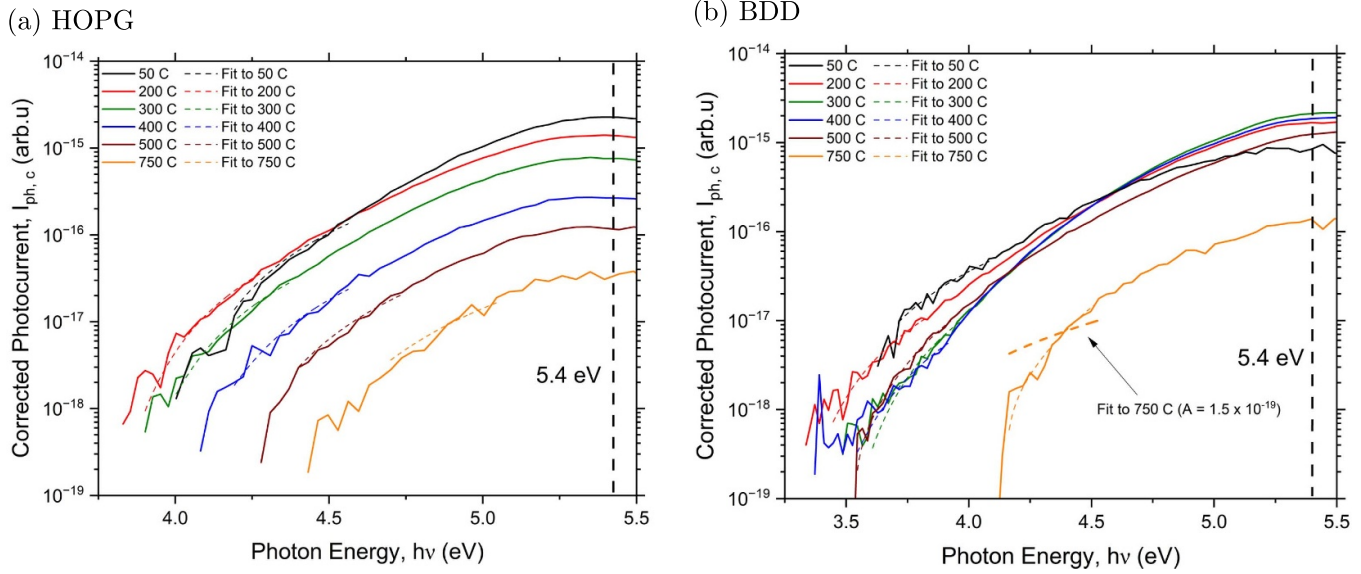 (a) HOPG
10⁻¹⁴
10⁻¹⁵
10⁻¹⁶
10⁻¹⁷
10⁻¹⁸
10⁻¹⁹
Corrected Photocurrent, I_ph, c (arb.u)
50 C Fit to 50 C
200 C Fit to 200 C
300 C Fit to 300 C
400 C Fit to 400 C
500 C Fit to 500 C
750 C Fit to 750 C
5.4 eV
4.0 4.5 5.0 5.5
Photon Energy, hν (eV)
(b) BDD
10⁻¹⁴
10⁻¹⁵
10⁻¹⁶
10⁻¹⁷
10⁻¹⁸
10⁻¹⁹
Corrected Photocurrent, I_ph, c (arb.u)
50 C Fit to 50 C
200 C Fit to 200 C
300 C Fit to 300 C
400 C Fit to 400 C
500 C Fit to 500 C
750 C Fit to 750 C
5.4 eV
Fit to 750 C (A = 1.5 x 10⁻¹⁹)
3.5 4.0 4.5 5.0 5.5
Photon Energy, hν (eV)